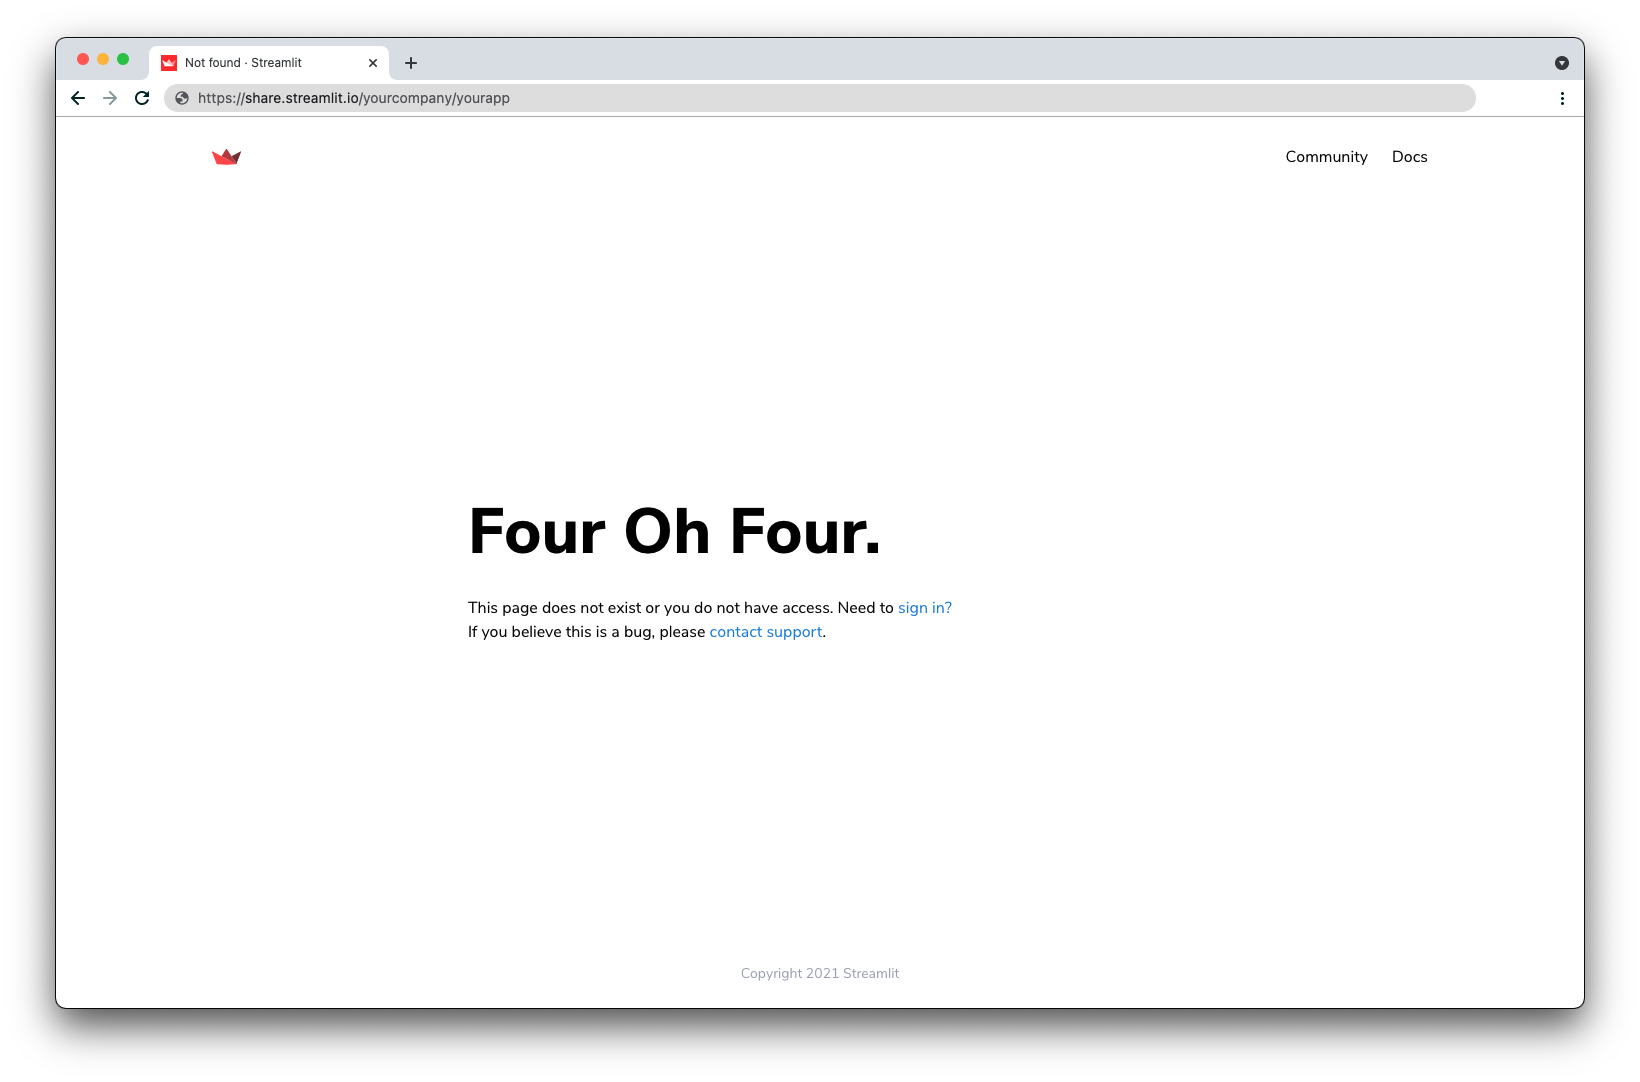 Not found · Streamlit
https://share.streamlit.io/yourcompany/yourapp
Community Docs
Four Oh Four.
This page does not exist or you do not have access. Need to sign in?
If you believe this is a bug, please contact support.
Copyright 2021 Streamlit